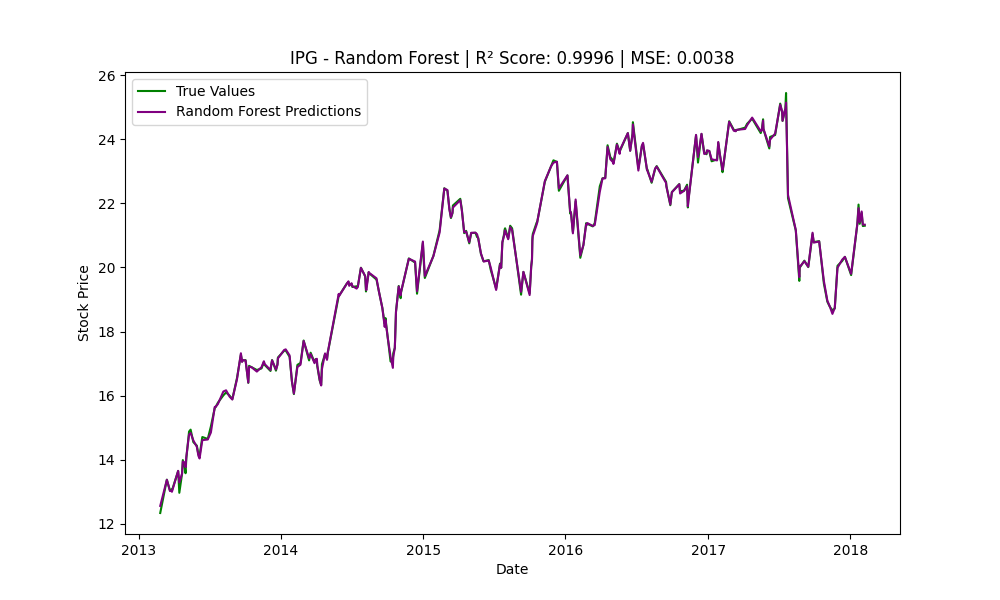 IPG - Random Forest | R² Score: 0.9996 | MSE: 0.0038
True Values
Random Forest Predictions
Stock Price
26
24
22
20
18
16
14
12
2013 2014 2015 2016 2017 2018
Date